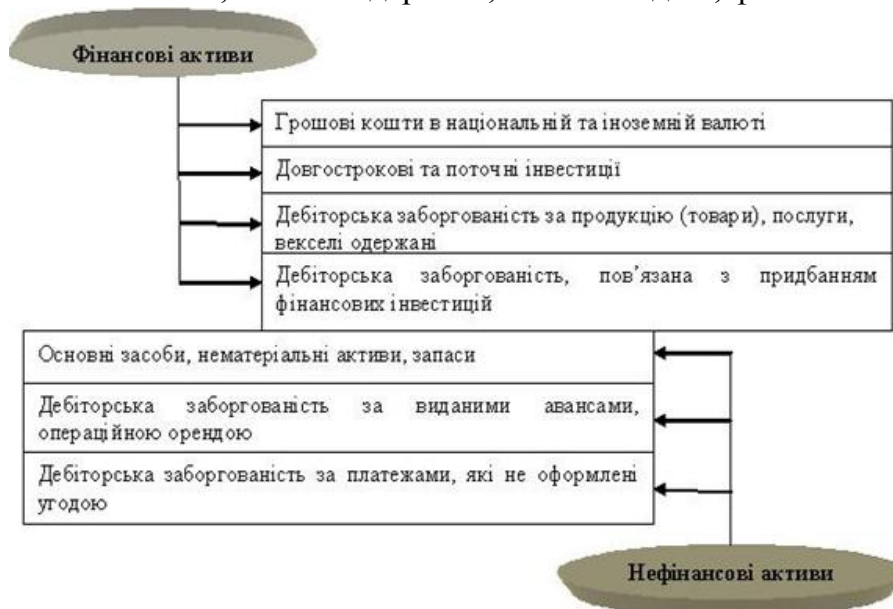 Фінансові активи
Грошові кошти в національній та іноземній валюті
Довгострокові та поточні інвестиції
Дебіторська заборгованість за продукцію (товари), послуги,
векселі одержані
Дебіторська заборгованість, пов’язана з придбанням
фінансових інвестицій
Основні засоби, нематеріальні активи, запаси
Дебіторська заборгованість за виданими авансами,
операційною орендою
Дебіторська заборгованість за платежами, які не оформлені
угодою
Нефінансові активи